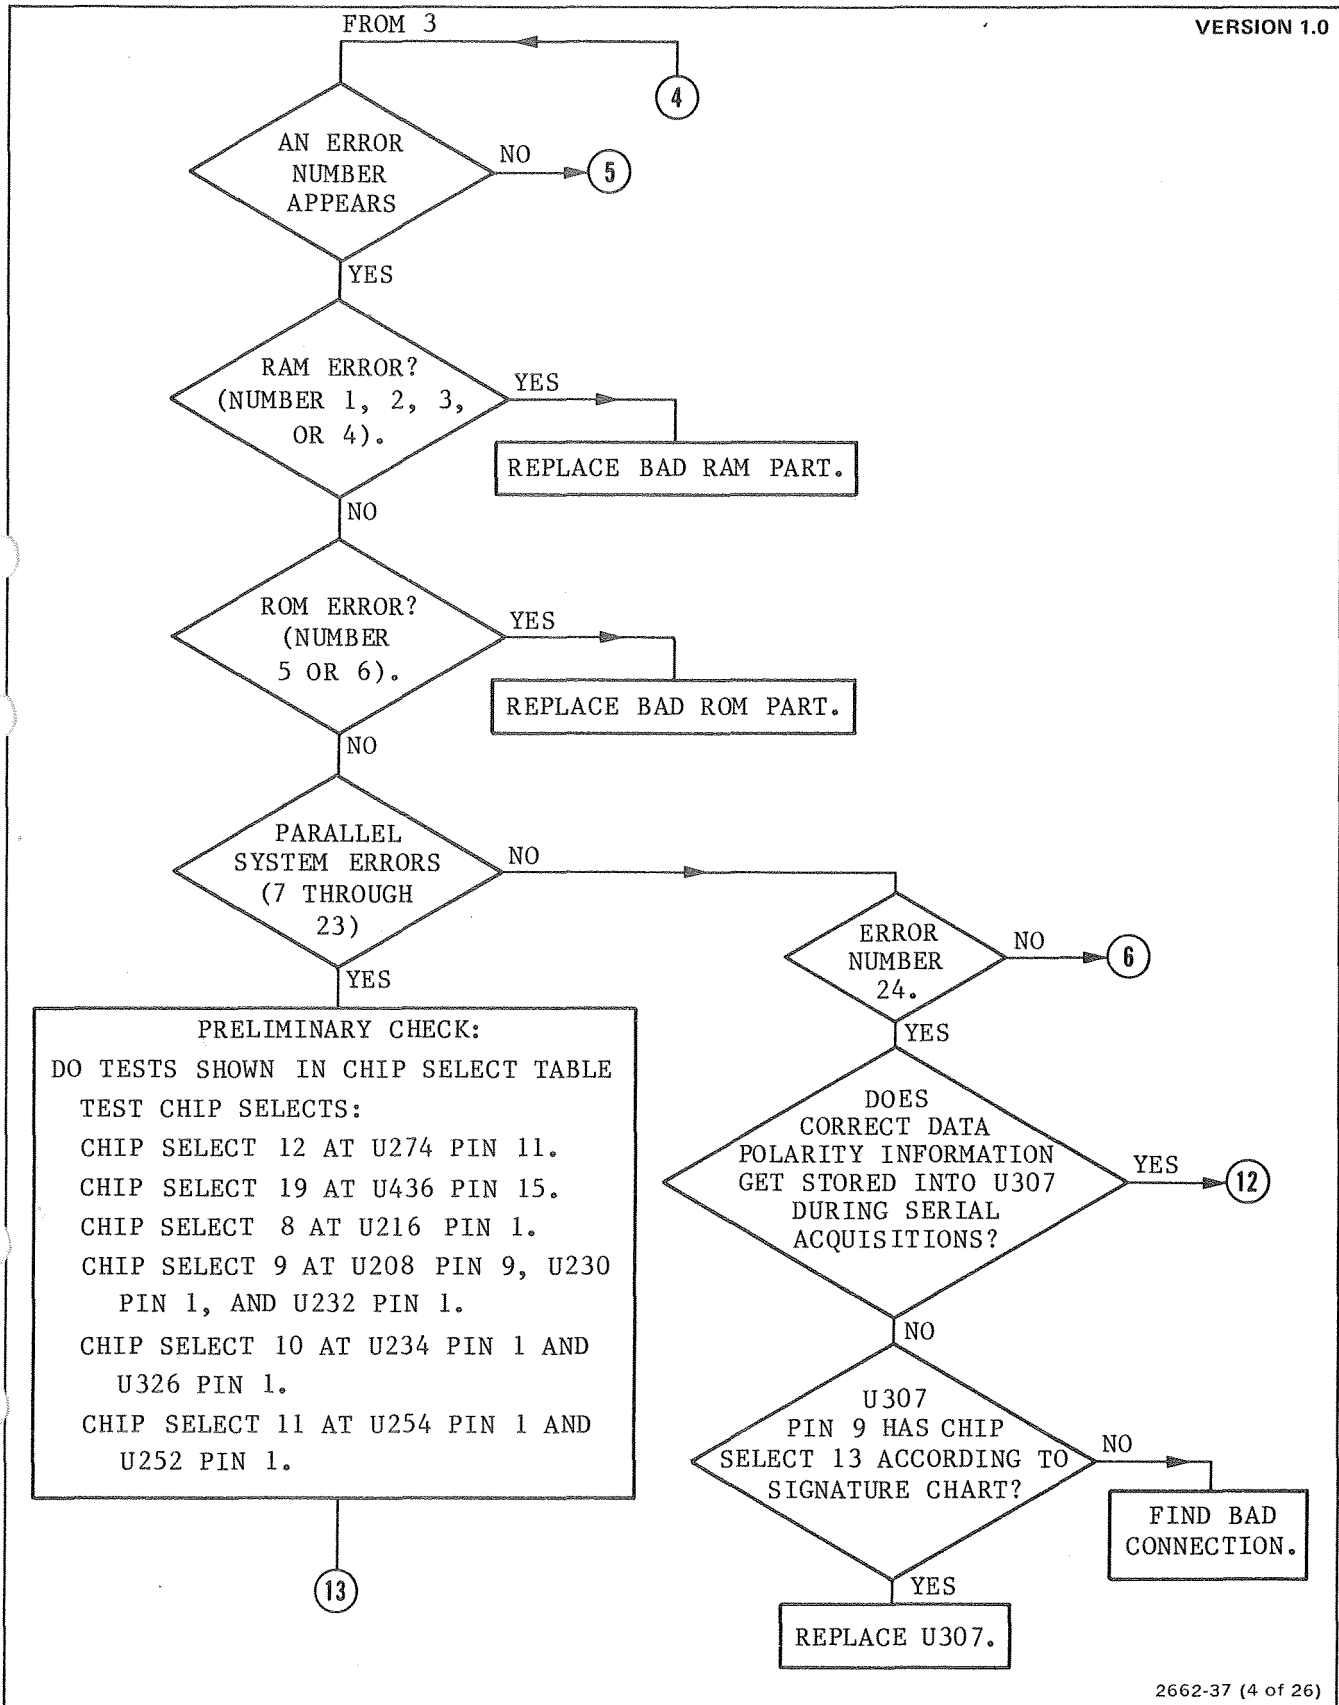 FROM 3
VERSION 1.0
4
AN ERROR
NUMBER
APPEARS
NO
5
YES
RAM ERROR?
(NUMBER 1, 2, 3,
OR 4).
YES
REPLACE BAD RAM PART.
NO
ROM ERROR?
(NUMBER
5 OR 6).
YES
REPLACE BAD ROM PART.
NO
PARALLEL
SYSTEM ERRORS
(7 THROUGH
23)
NO
YES
PRELIMINARY CHECK:
DO TESTS SHOWN IN CHIP SELECT TABLE
TEST CHIP SELECTS:
CHIP SELECT 12 AT U274 PIN 11.
CHIP SELECT 19 AT U436 PIN 15.
CHIP SELECT 8 AT U216 PIN 1.
CHIP SELECT 9 AT U208 PIN 9, U230
PIN 1, AND U232 PIN 1.
CHIP SELECT 10 AT U234 PIN 1 AND
U326 PIN 1.
CHIP SELECT 11 AT U254 PIN 1 AND
U252 PIN 1.
13
ERROR
NUMBER
24.
NO
6
YES
DOES
CORRECT DATA
POLARITY INFORMATION
GET STORED INTO U307
DURING SERIAL
ACQUISITIONS?
YES
12
NO
U307
PIN 9 HAS CHIP
SELECT 13 ACCORDING TO
SIGNATURE CHART?
NO
FIND BAD
CONNECTION.
YES
REPLACE U307.
2662-37 (4 of 26)